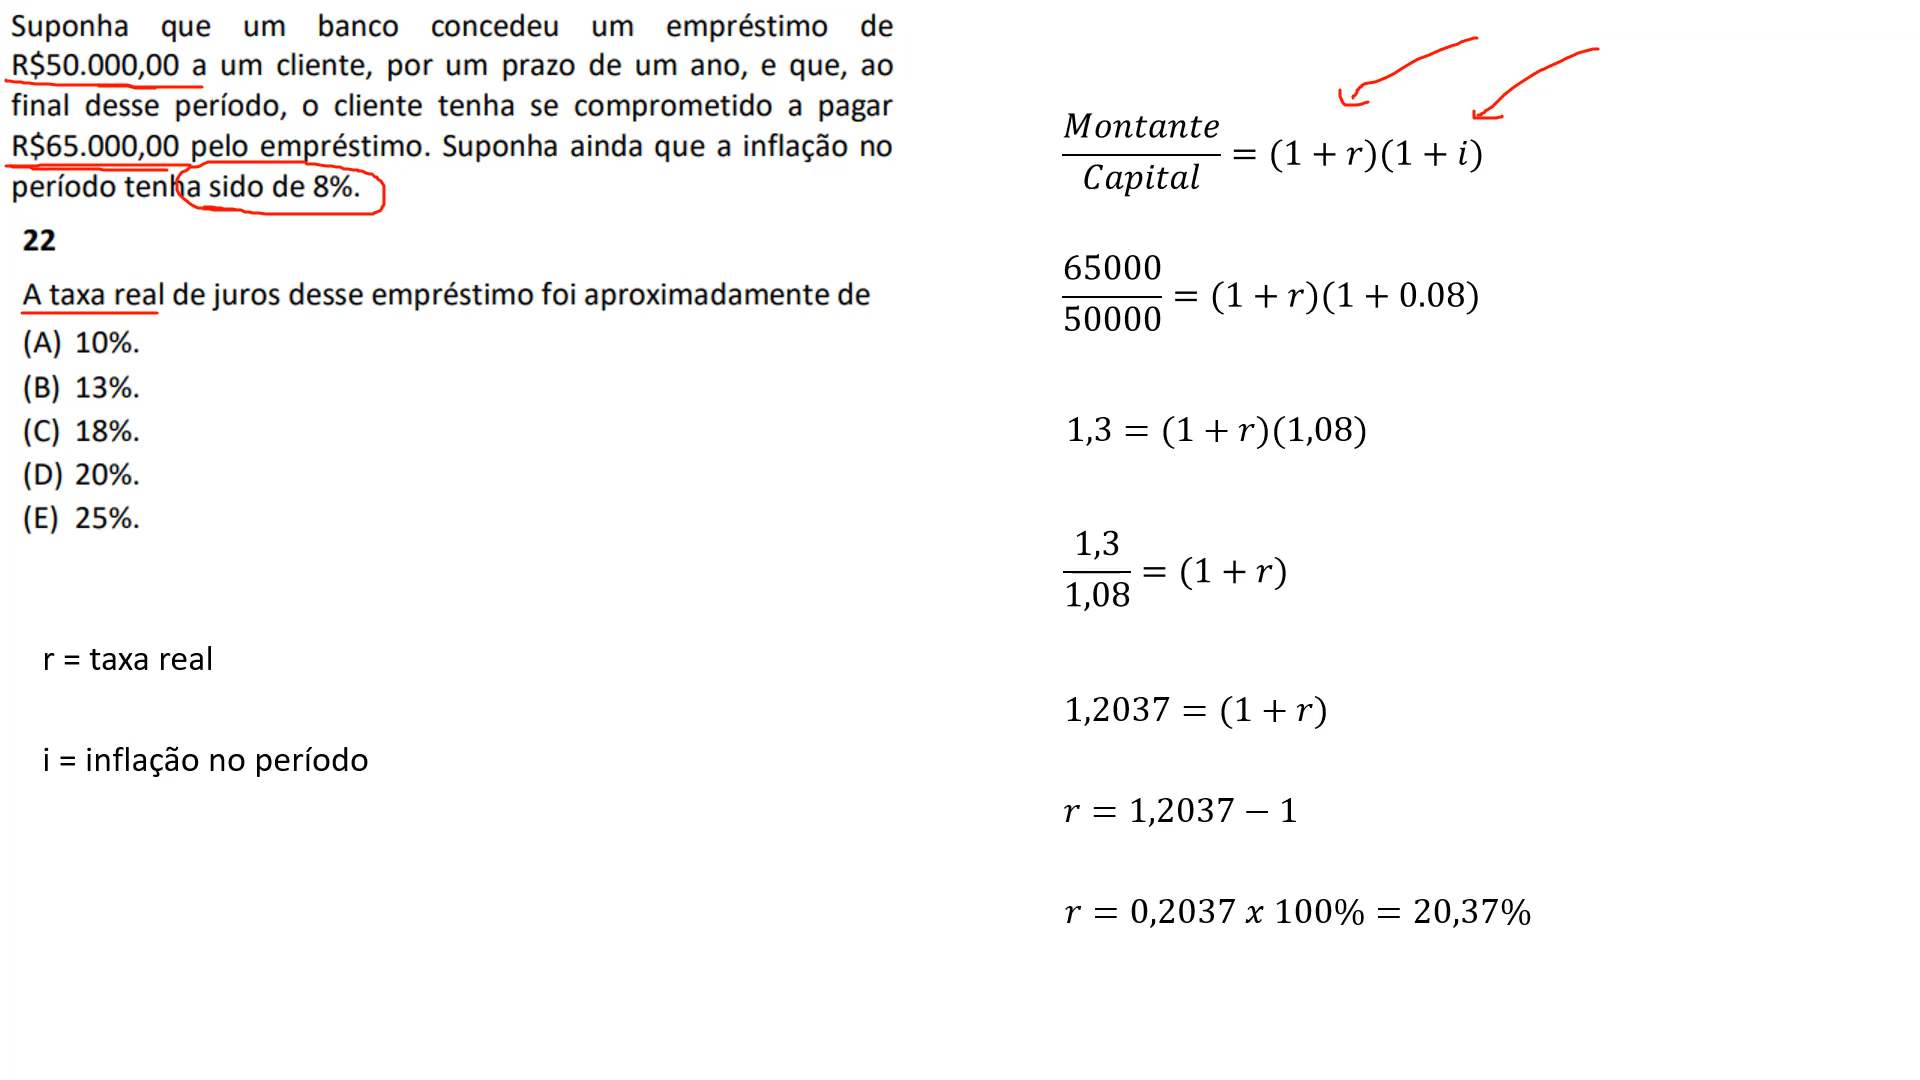 Suponha que um banco concedeu um empréstimo de
R$50.000,00 a um cliente, por um prazo de um ano, e que, ao
final desse período, o cliente tenha se comprometido a pagar
R$65.000,00 pelo empréstimo. Suponha ainda que a inflação no
período tenha sido de 8%.
22
A taxa real de juros desse empréstimo foi aproximadamente de
(A) 10%.
(B) 13%.
(C) 18%.
(D) 20%.
(E) 25%.
r = taxa real
i = inflação no período
Montante
Capital
= (1 + r)(1 + i)
65000
50000
= (1 + r)(1 + 0.08)
1,3 = (1 + r)(1,08)
1,3
1,08
= (1 + r)
1,2037 = (1 + r)
r = 1,2037 − 1
r = 0,2037 x 100% = 20,37%